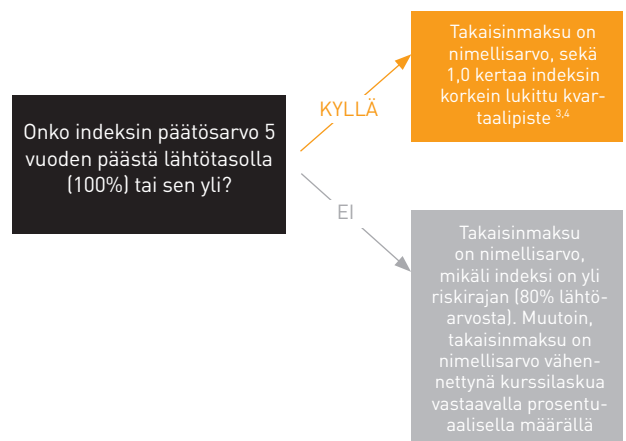 Onko indeksin päätösarvo 5
vuoden päästä lähtötasolla
(100%) tai sen yli?
KYLLÄ
Takaisinmaksu on
nimellisarvo, sekä
1,0 kertaa indeksin
korkein lukittu kvar-
taalipiste 3,4
EI
Takaisinmaksu
on nimellisarvo,
mikäli indeksi on yli
riskirajan (80% lähtö-
arvosta). Muutoin,
takaisinmaksu on
nimellisarvo vähen-
nettynä kurssilaskua
vastaavalla prosentu-
aalisella määrällä